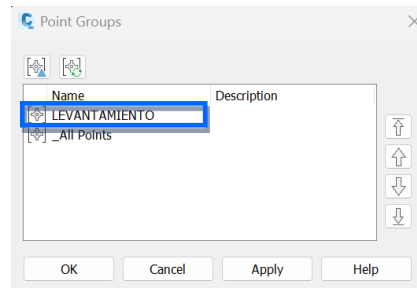 Point Groups
Name Description
LEVANTAMIENTO
_All Points
OK Cancel Apply Help